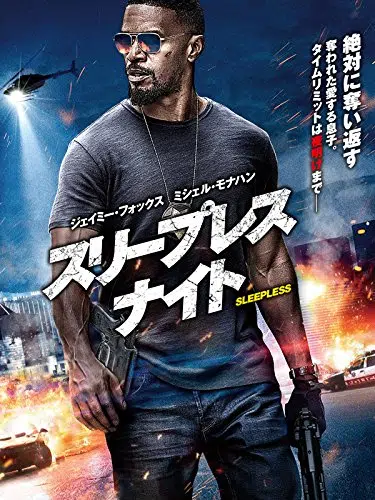 絶対に奪い返す
奪われた愛する息子。
タイムリミットは夜明けまで――
ジェイミー・フォックス ミシェル・モナハン
スリープレス
ナイト
SLEEPLESS